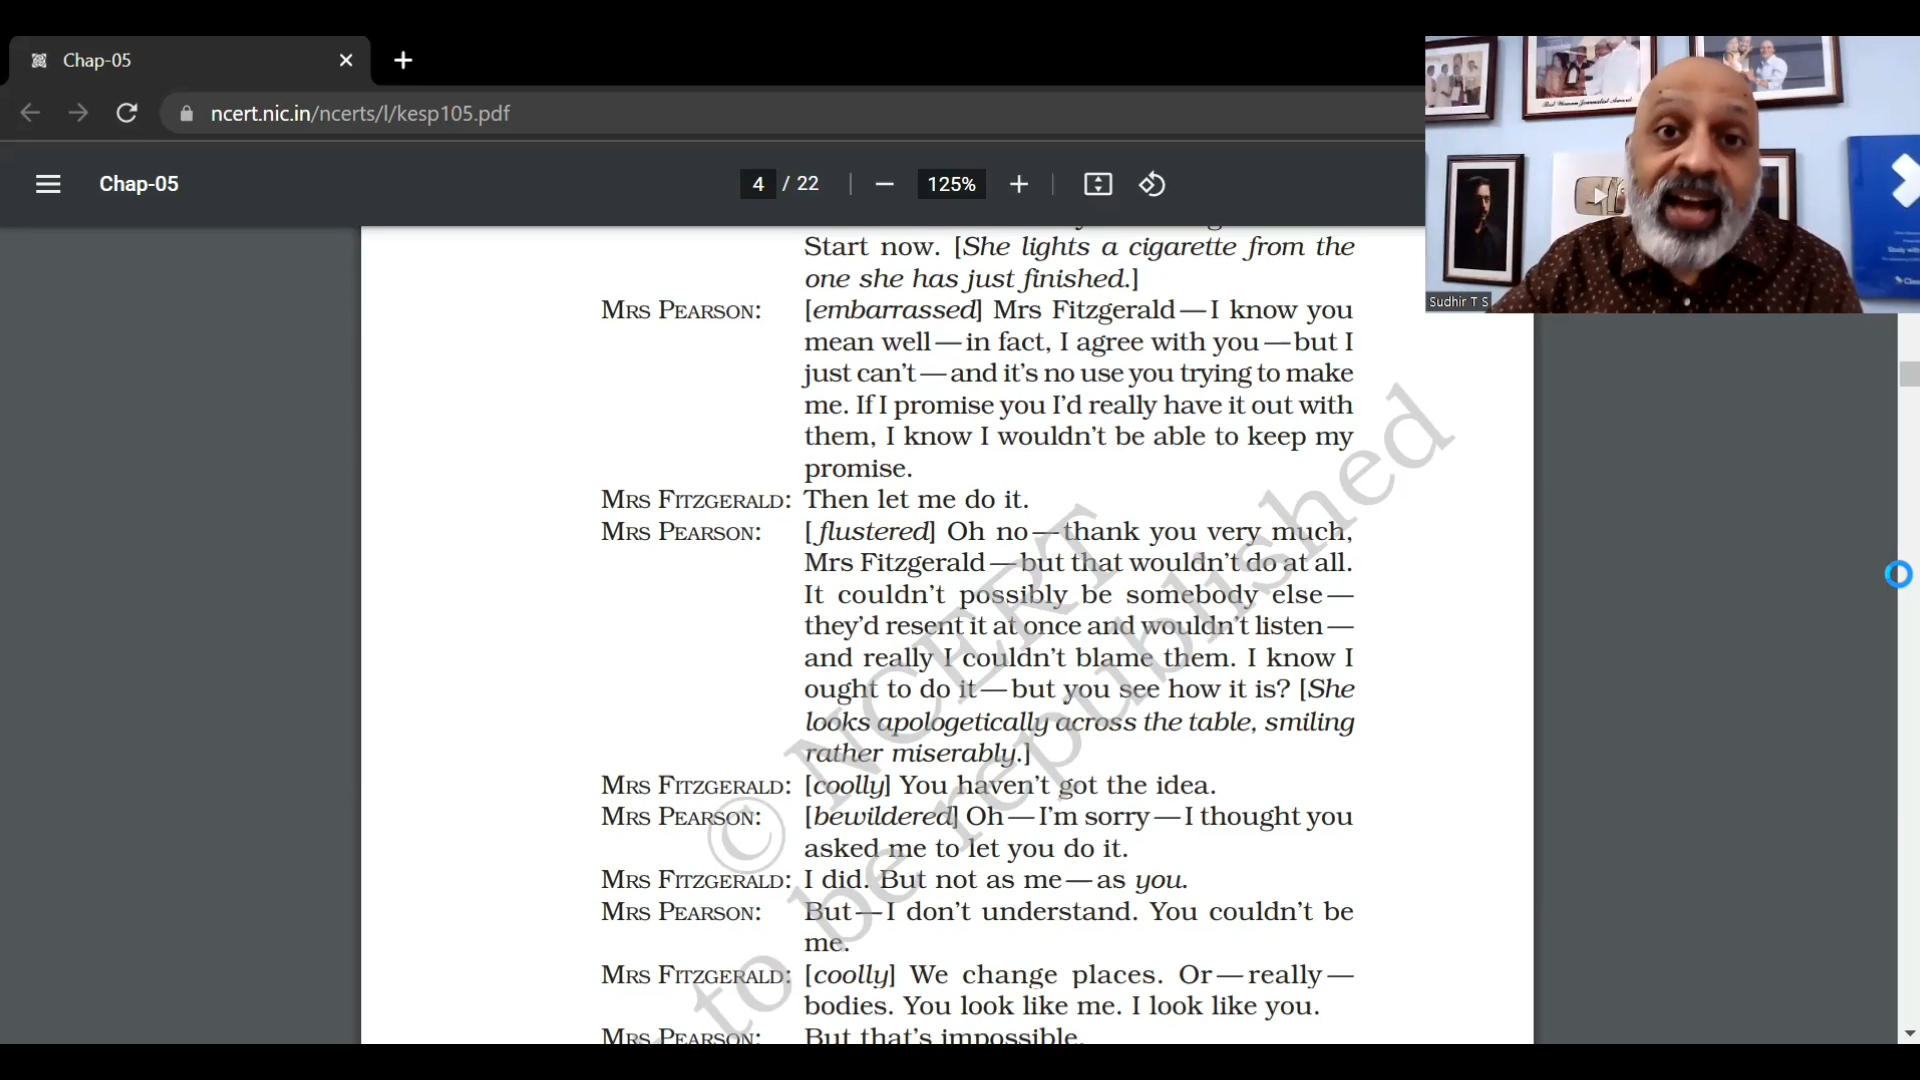 Chap-05
ncert.nic.in/ncerts/l/kesp105.pdf
Chap-05
4 / 22
125%
Start now. [She lights a cigarette from the
one she has just finished.]
MRS PEARSON: [embarrassed] Mrs Fitzgerald—I know you
mean well—in fact, I agree with you—but I
just can't—and it's no use you trying to make
me. If I promise you I'd really have it out with
them, I know I wouldn't be able to keep my
promise.
MRS FITZGERALD: Then let me do it.
MRS PEARSON: [flustered] Oh no—thank you very much,
Mrs Fitzgerald—but that wouldn't do at all.
It couldn't possibly be somebody else—
they'd resent it at once and wouldn't listen—
and really I couldn't blame them. I know I
ought to do it—but you see how it is? [She
looks apologetically across the table, smiling
rather miserably.]
MRS FITZGERALD: [coolly] You haven't got the idea.
MRS PEARSON: [bewildered] Oh—I'm sorry—I thought you
asked me to let you do it.
MRS FITZGERALD: I did. But not as me—as you.
MRS PEARSON: But—I don't understand. You couldn't be
me.
MRS FITZGERALD: [coolly] We change places. Or—really—
bodies. You look like me. I look like you.
MRS PEARSON: But that's impossible.
© NCERT
to be republished
Best Women Journalist Award
Sudhir T S